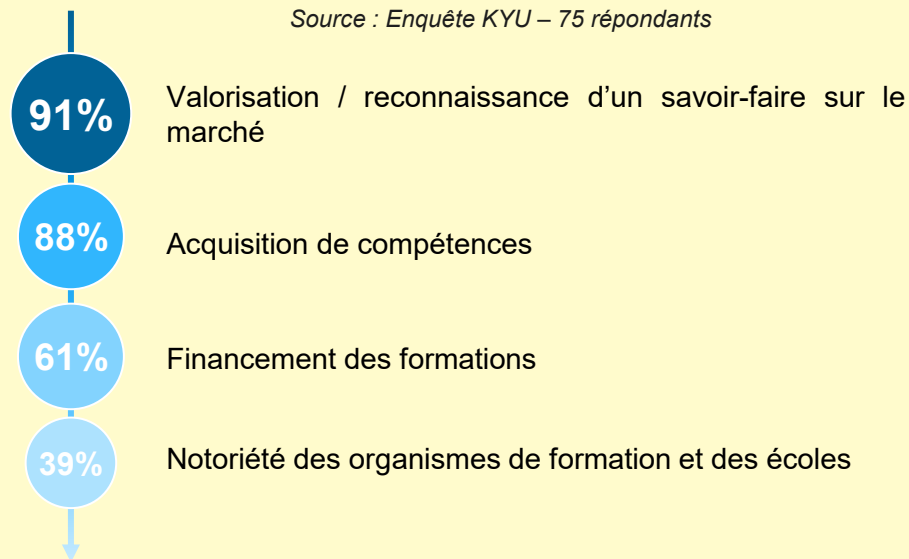 Source : Enquête KYU – 75 répondants
91%
Valorisation / reconnaissance d’un savoir-faire sur le
marché
88%
Acquisition de compétences
61%
Financement des formations
39%
Notoriété des organismes de formation et des écoles